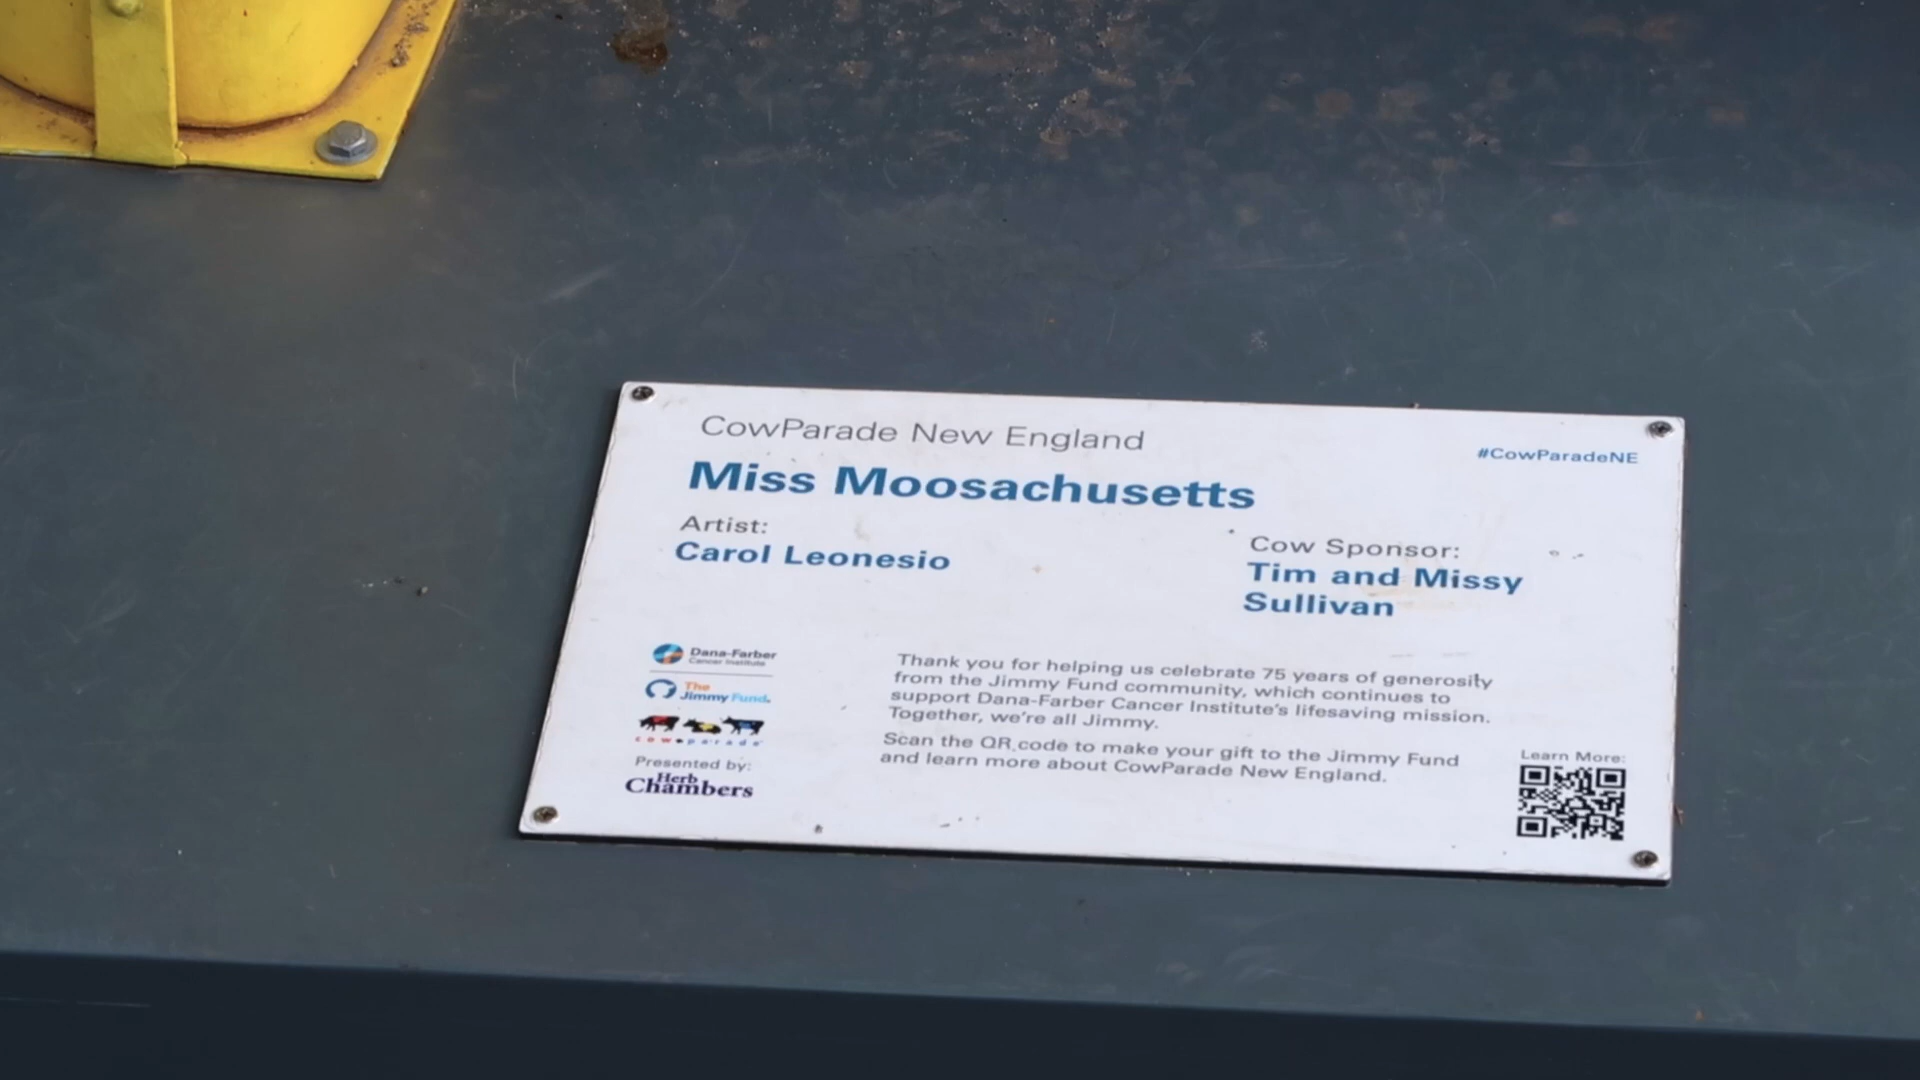 CowParade New England
#CowParadeNE
Miss Moosachusetts
Artist:
Carol Leonesio
Cow Sponsor:
Tim and Missy
Sullivan
Dana-Farber
Cancer Institute
The
Jimmy Fund.
cowparade
Presented by:
Herb
Chambers
Thank you for helping us celebrate 75 years of generosity
from the Jimmy Fund community, which continues to
support Dana-Farber Cancer Institute's lifesaving mission.
Together, we're all Jimmy.
Scan the QR code to make your gift to the Jimmy Fund
and learn more about CowParade New England.
Learn More: